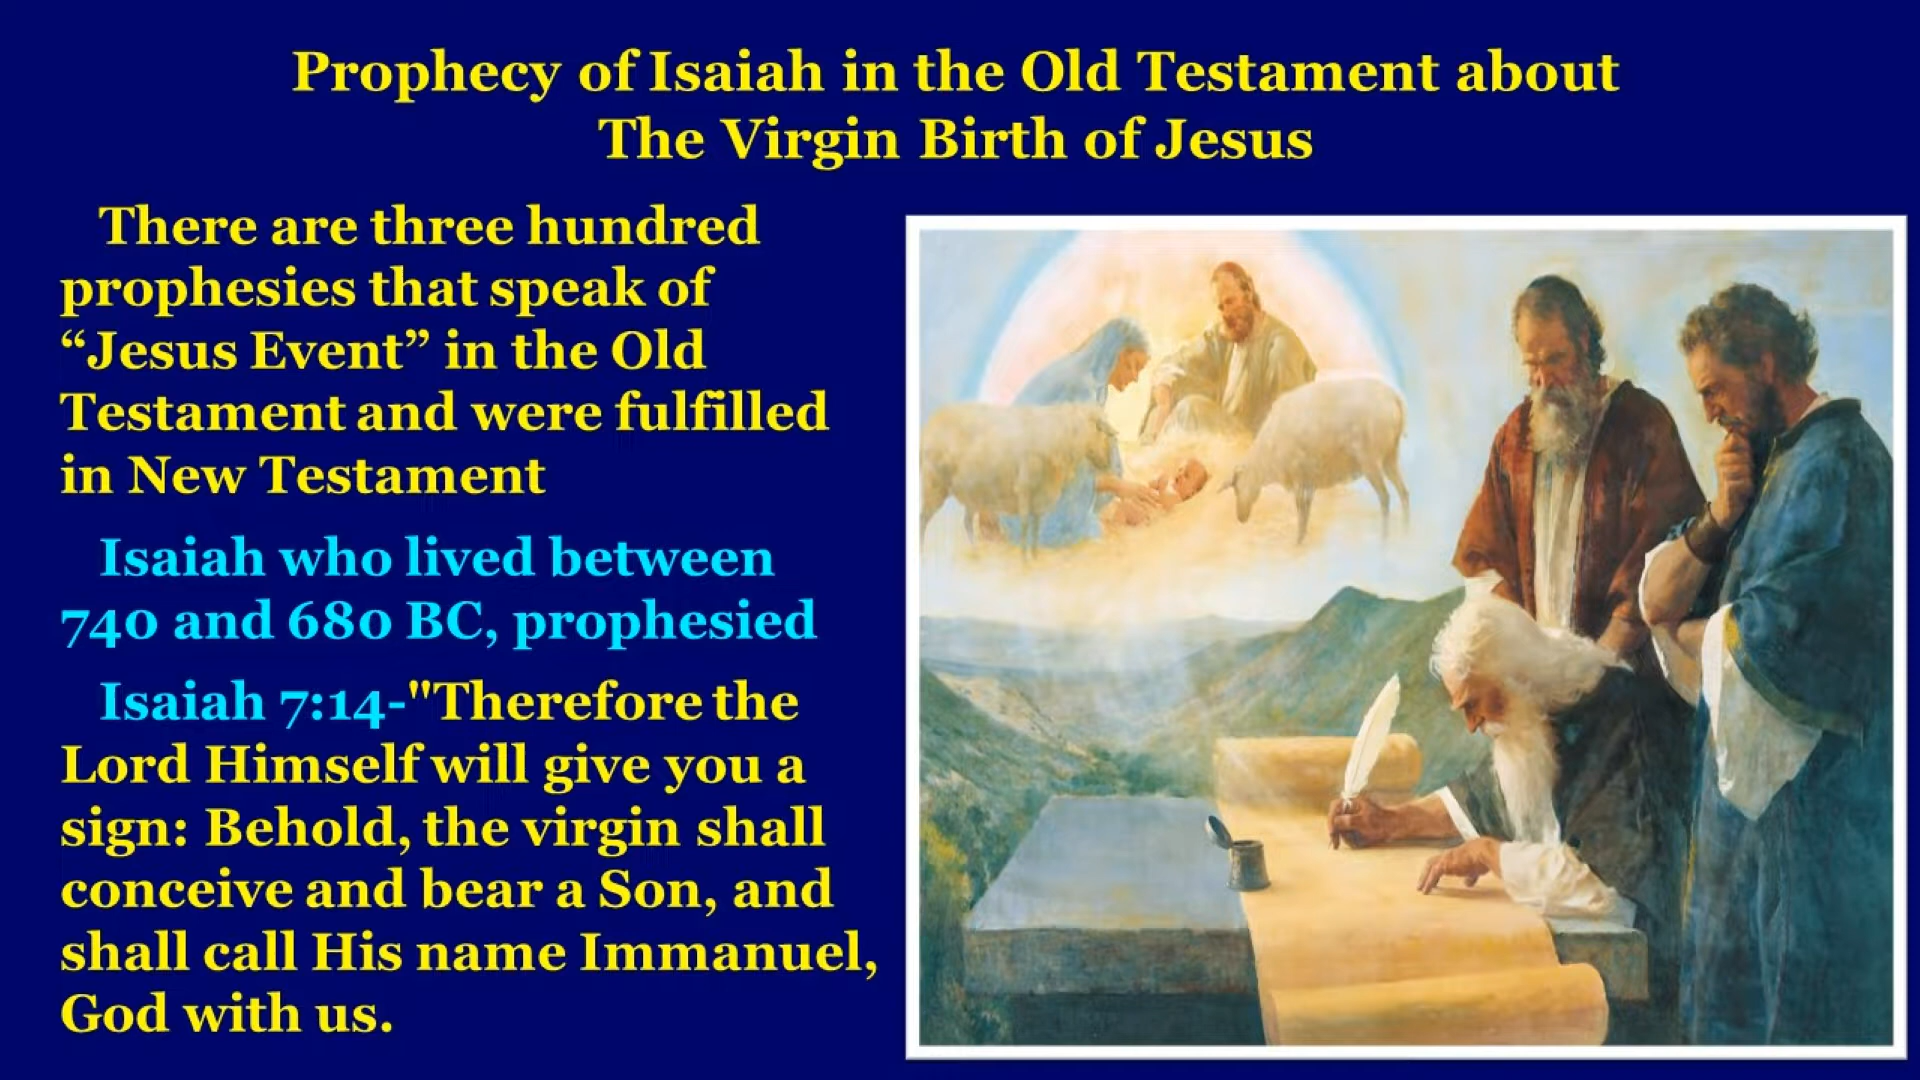 Prophecy of Isaiah in the Old Testament about
The Virgin Birth of Jesus
There are three hundred
prophesies that speak of
“Jesus Event” in the Old
Testament and were fulfilled
in New Testament
Isaiah who lived between
740 and 680 BC, prophesied
Isaiah 7:14-"Therefore the
Lord Himself will give you a
sign: Behold, the virgin shall
conceive and bear a Son, and
shall call His name Immanuel,
God with us.